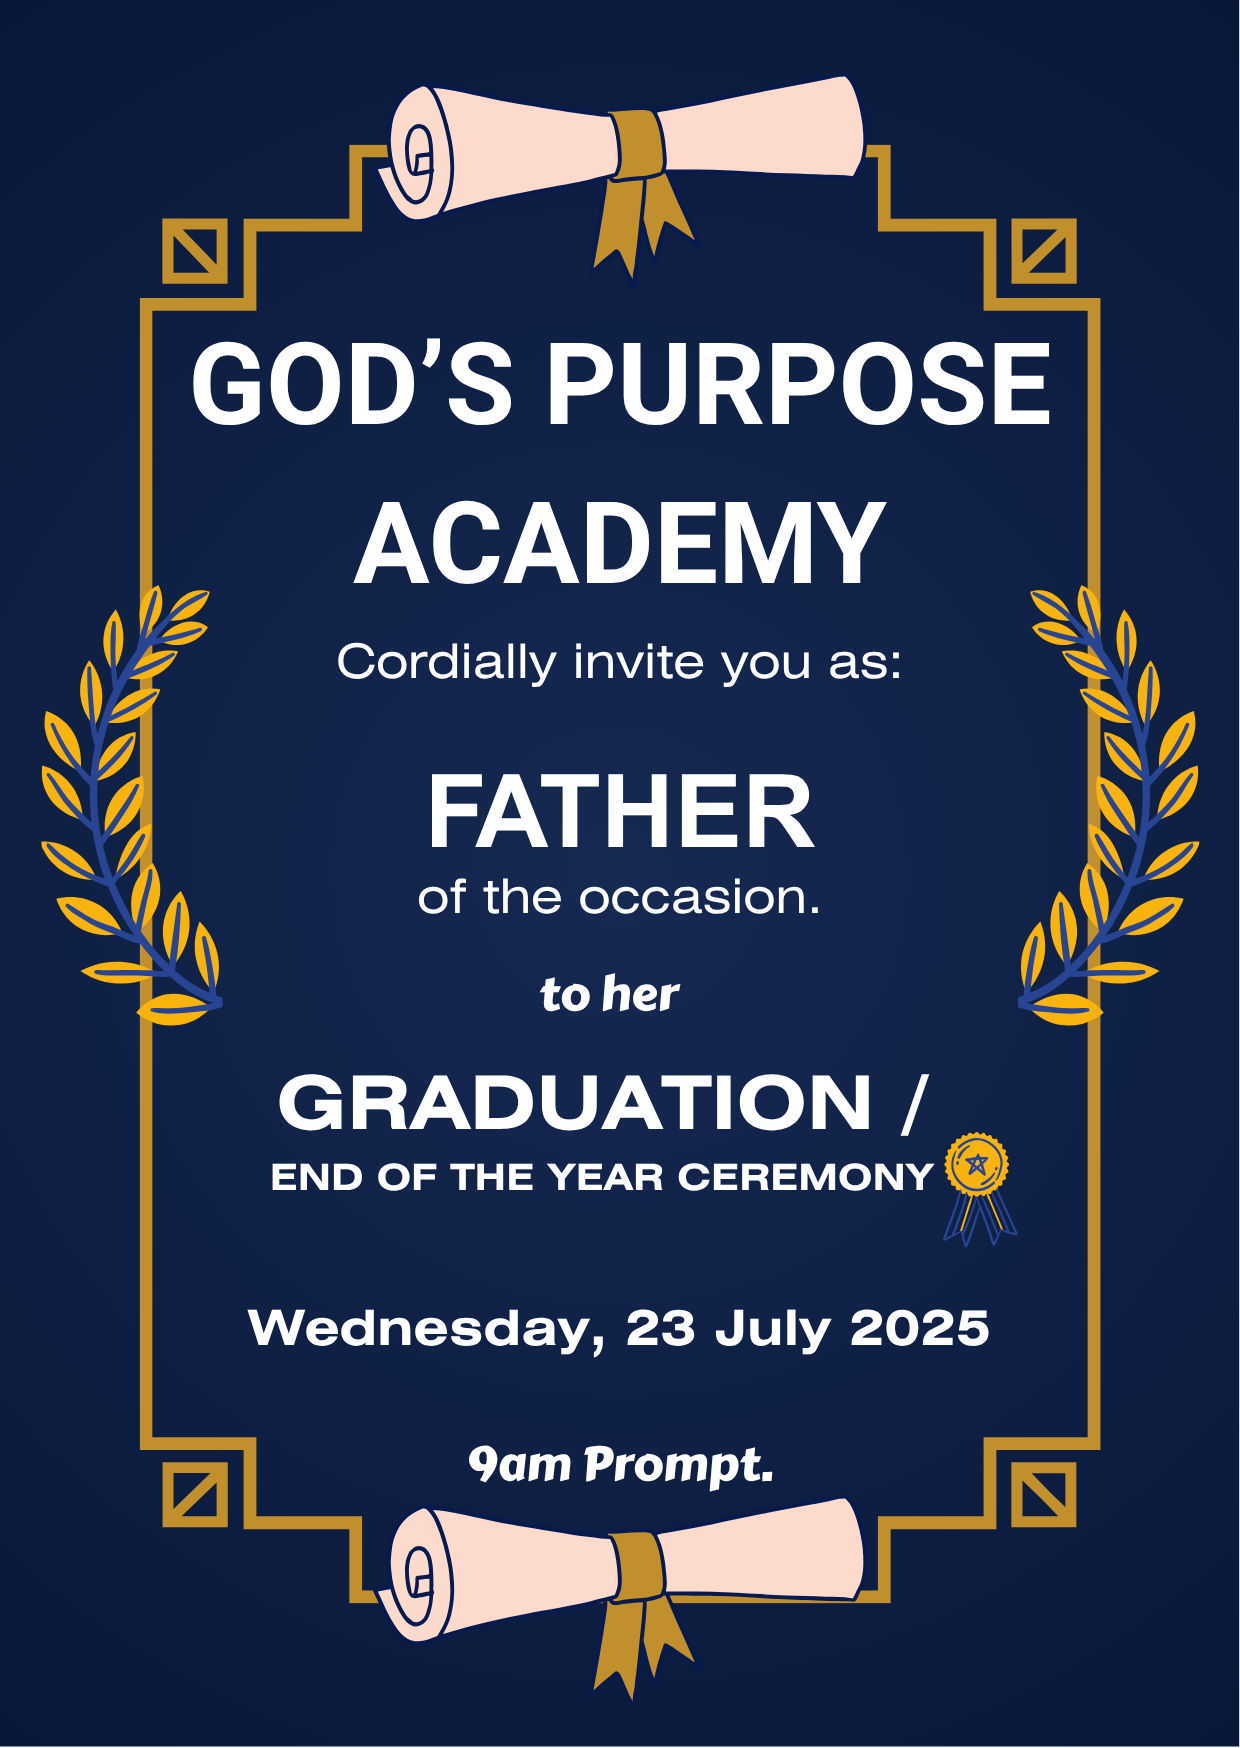 GOD’S PURPOSE
ACADEMY
Cordially invite you as:
FATHER
of the occasion.
to her
GRADUATION /
END OF THE YEAR CEREMONY
Wednesday, 23 July 2025
9am Prompt.